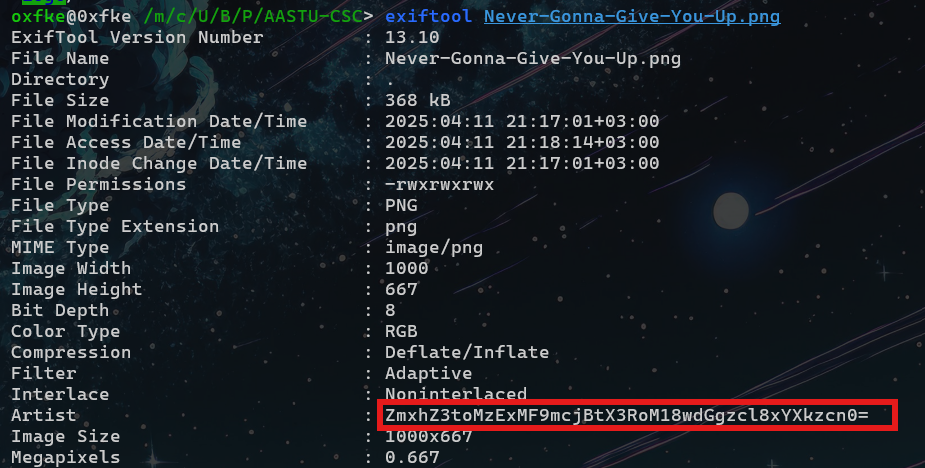 oxfke@0xfke /m/c/U/B/P/AASTU-CSC> exiftool Never-Gonna-Give-You-Up.png
ExifTool Version Number : 13.10
File Name : Never-Gonna-Give-You-Up.png
Directory : .
File Size : 368 kB
File Modification Date/Time : 2025:04:11 21:17:01+03:00
File Access Date/Time : 2025:04:11 21:18:14+03:00
File Inode Change Date/Time : 2025:04:11 21:17:01+03:00
File Permissions : -rwxrwxrwx
File Type : PNG
File Type Extension : png
MIME Type : image/png
Image Width : 1000
Image Height : 667
Bit Depth : 8
Color Type : RGB
Compression : Deflate/Inflate
Filter : Adaptive
Interlace : Noninterlaced
Artist : ZmxhZ3toMzExMF9mcjBtX3RoM18wdGgzcl8xYXkzcn0=
Image Size : 1000x667
Megapixels : 0.667